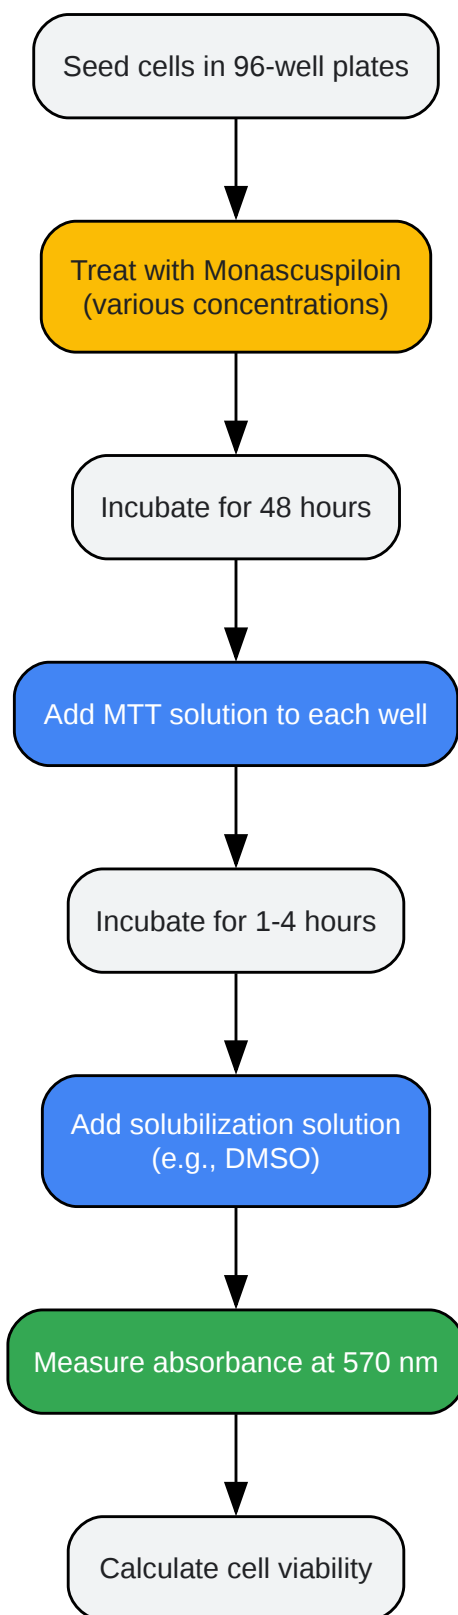 Seed cells in 96-well plates
Treat with Monascuspiloin
(various concentrations)
Incubate for 48 hours
Add MTT solution to each well
Incubate for 1-4 hours
Add solubilization solution
(e.g., DMSO)
Measure absorbance at 570 nm
Calculate cell viability